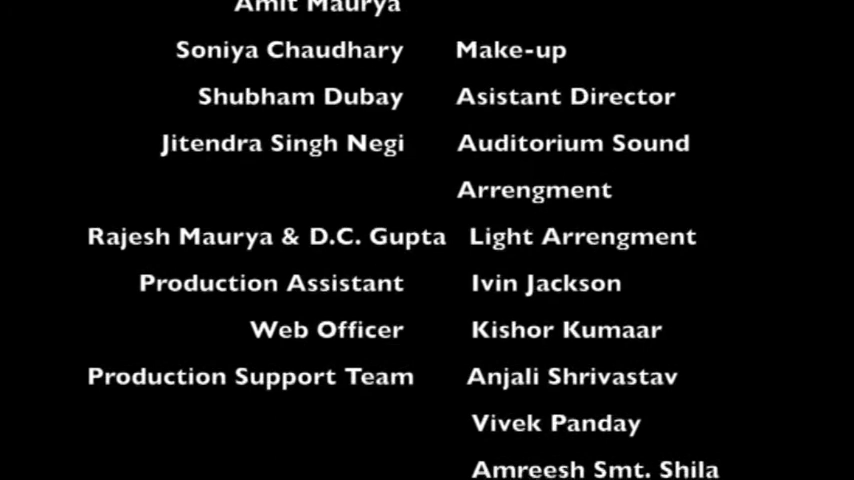 Amit Maurya
Soniya Chaudhary Make-up
Shubham Dubay Asistant Director
Jitendra Singh Negi Auditorium Sound
Arrengment
Rajesh Maurya & D.C. Gupta Light Arrengment
Production Assistant Ivin Jackson
Web Officer Kishor Kumaar
Production Support Team Anjali Shrivastav
Vivek Panday
Amreesh Smt. Shila